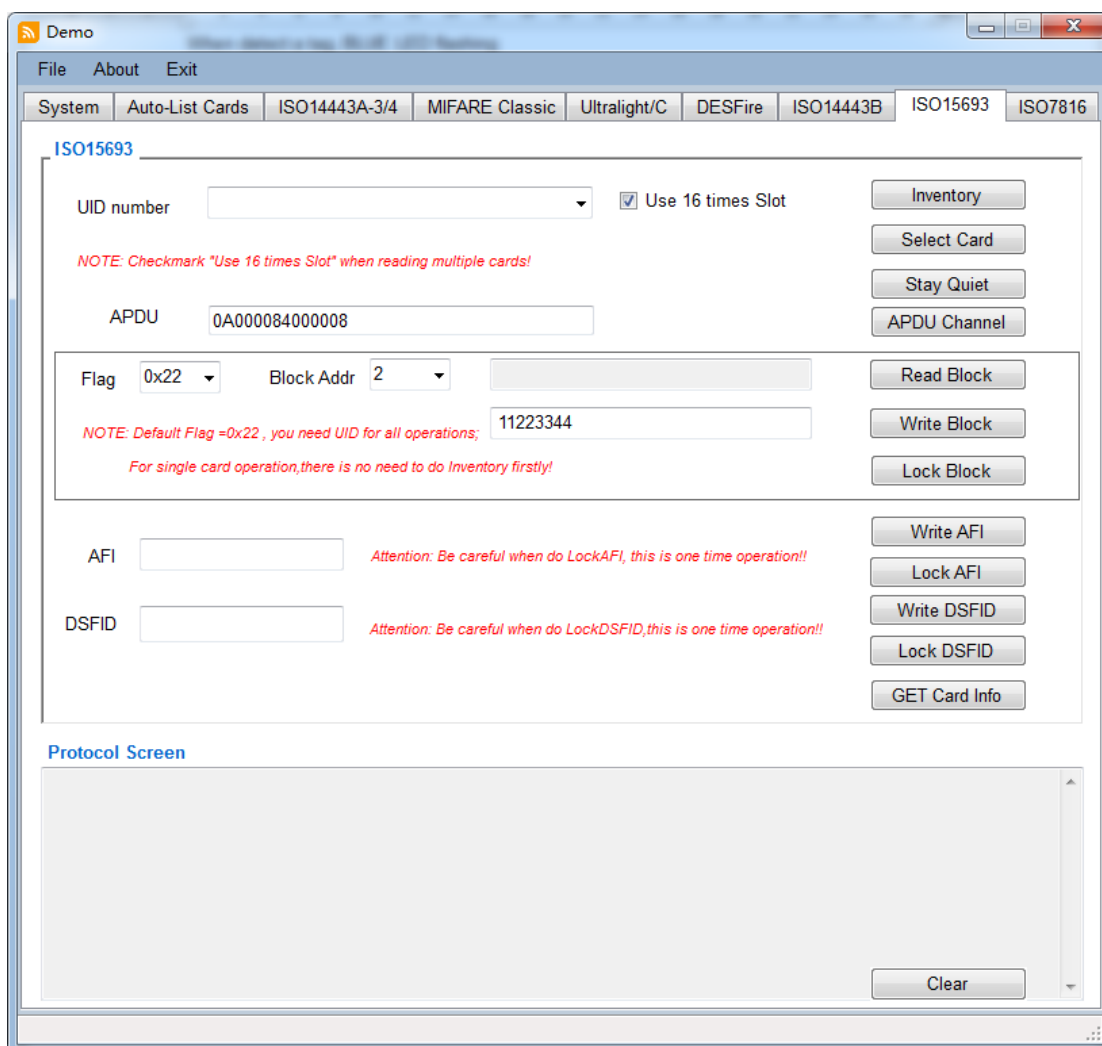 Demo
When detect a tag, BLUE LED flashing
File About Exit
System Auto-List Cards ISO14443A-3/4 MIFARE Classic Ultralight/C DESFire ISO14443B ISO15693 ISO7816
ISO15693
UID number Use 16 times Slot Inventory
Select Card
NOTE: Checkmark "Use 16 times Slot" when reading multiple cards!
Stay Quiet
APDU 0A000084000008 APDU Channel
Flag 0x22 Block Addr 2 Read Block
NOTE: Default Flag =0x22 , you need UID for all operations; 11223344 Write Block
For single card operation,there is no need to do Inventory firstly! Lock Block
Write AFI
AFI Attention: Be careful when do LockAFI, this is one time operation!!
Lock AFI
Write DSFID
DSFID Attention: Be careful when do LockDSFID,this is one time operation!!
Lock DSFID
GET Card Info
Protocol Screen
Clear